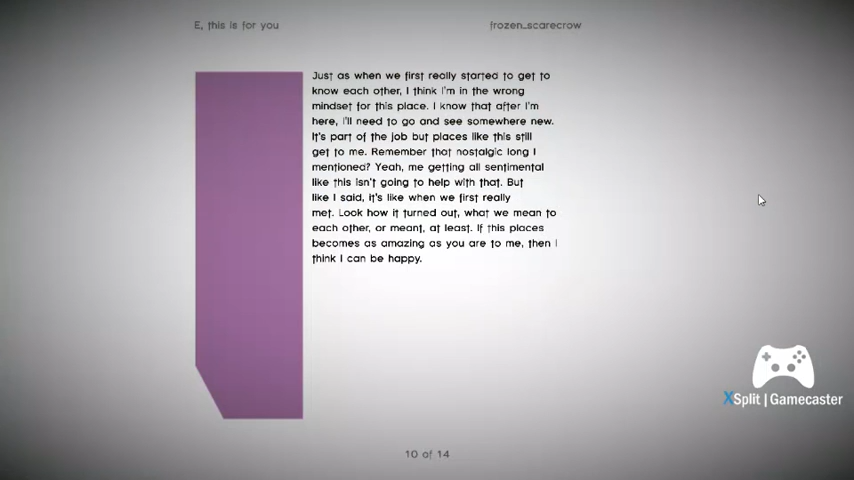 E, this is for you
frozen_scarecrow
Just as when we first really started to get to
know each other, I think I'm in the wrong
mindset for this place. I know that after I'm
here, I'll need to go and see somewhere new.
It's part of the job but places like this still
get to me. Remember that nostalgic long I
mentioned? Yeah, me getting all sentimental
like this isn't going to help with that. But
like I said, it's like when we first really
met. Look how it turned out, what we mean to
each other, or meant, at least. If this places
becomes as amazing as you are to me, then I
think I can be happy.
XSplit | Gamecaster
10 of 14